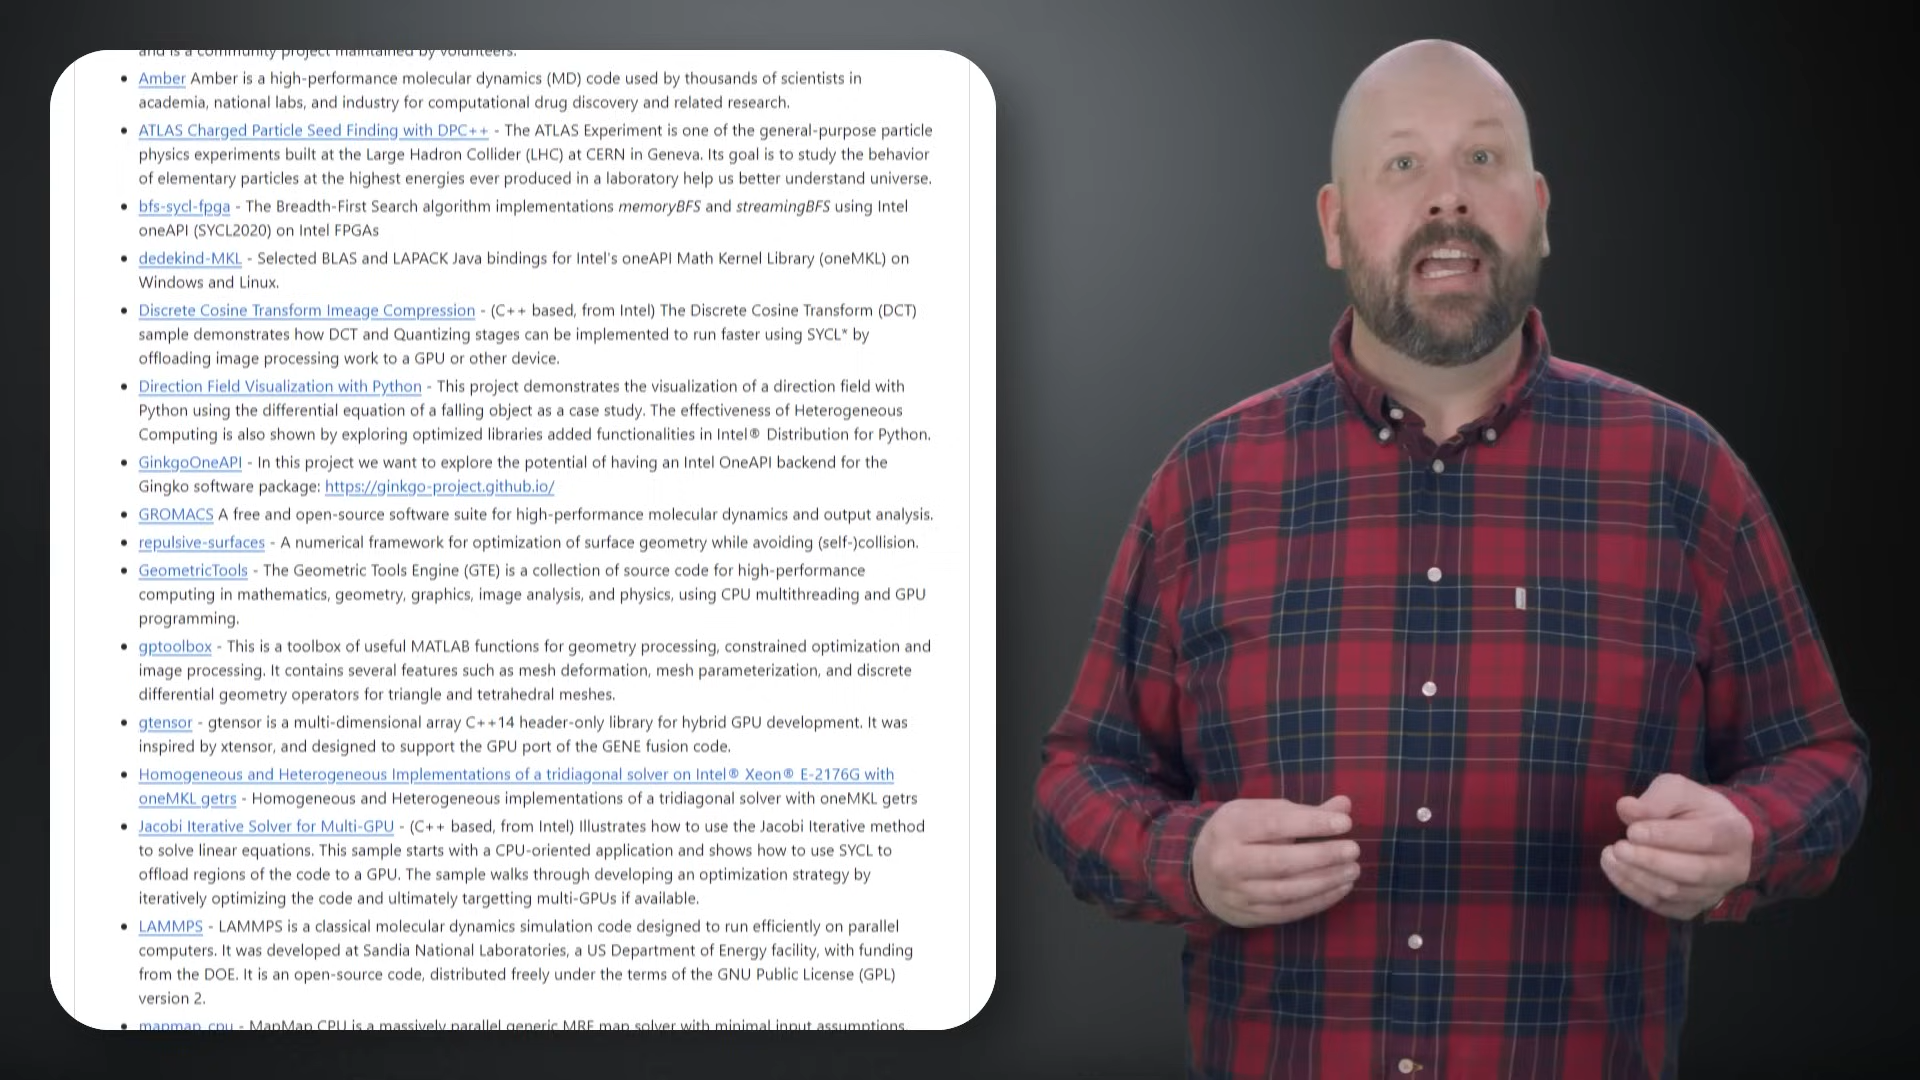 and is a community project maintained by volunteers.
Amber Amber is a high-performance molecular dynamics (MD) code used by thousands of scientists in
academia, national labs, and industry for computational drug discovery and related research.
ATLAS Charged Particle Seed Finding with DPC++ - The ATLAS Experiment is one of the general-purpose particle
physics experiments built at the Large Hadron Collider (LHC) at CERN in Geneva. Its goal is to study the behavior
of elementary particles at the highest energies ever produced in a laboratory help us better understand universe.
bfs-sycl-fpga - The Breadth-First Search algorithm implementations memoryBFS and streamingBFS using Intel
oneAPI (SYCL2020) on Intel FPGAs
dedekind-MKL - Selected BLAS and LAPACK Java bindings for Intel's oneAPI Math Kernel Library (oneMKL) on
Windows and Linux.
Discrete Cosine Transform Imeage Compression - (C++ based, from Intel) The Discrete Cosine Transform (DCT)
sample demonstrates how DCT and Quantizing stages can be implemented to run faster using SYCL* by
offloading image processing work to a GPU or other device.
Direction Field Visualization with Python - This project demonstrates the visualization of a direction field with
Python using the differential equation of a falling object as a case study. The effectiveness of Heterogeneous
Computing is also shown by exploring optimized libraries added functionalities in Intel® Distribution for Python.
GinkgoOneAPI - In this project we want to explore the potential of having an Intel OneAPI backend for the
Gingko software package: https://ginkgo-project.github.io/
GROMACS A free and open-source software suite for high-performance molecular dynamics and output analysis.
repulsive-surfaces - A numerical framework for optimization of surface geometry while avoiding (self-)collision.
GeometricTools - The Geometric Tools Engine (GTE) is a collection of source code for high-performance
computing in mathematics, geometry, graphics, image analysis, and physics, using CPU multithreading and GPU
programming.
gptoolbox - This is a toolbox of useful MATLAB functions for geometry processing, constrained optimization and
image processing. It contains several features such as mesh deformation, mesh parameterization, and discrete
differential geometry operators for triangle and tetrahedral meshes.
gtensor - gtensor is a multi-dimensional array C++14 header-only library for hybrid GPU development. It was
inspired by xtensor, and designed to support the GPU port of the GENE fusion code.
Homogeneous and Heterogeneous Implementations of a tridiagonal solver on Intel® Xeon® E-2176G with
oneMKL getrs - Homogeneous and Heterogeneous implementations of a tridiagonal solver with oneMKL getrs
Jacobi Iterative Solver for Multi-GPU - (C++ based, from Intel) Illustrates how to use the Jacobi Iterative method
to solve linear equations. This sample starts with a CPU-oriented application and shows how to use SYCL to
offload regions of the code to a GPU. The sample walks through developing an optimization strategy by
iteratively optimizing the code and ultimately targetting multi-GPUs if available.
LAMMPS - LAMMPS is a classical molecular dynamics simulation code designed to run efficiently on parallel
computers. It was developed at Sandia National Laboratories, a US Department of Energy facility, with funding
from the DOE. It is an open-source code, distributed freely under the terms of the GNU Public License (GPL)
version 2.
mapmap_cpu - MapMap CPU is a massively parallel generic MRF map solver with minimal input assumptions.